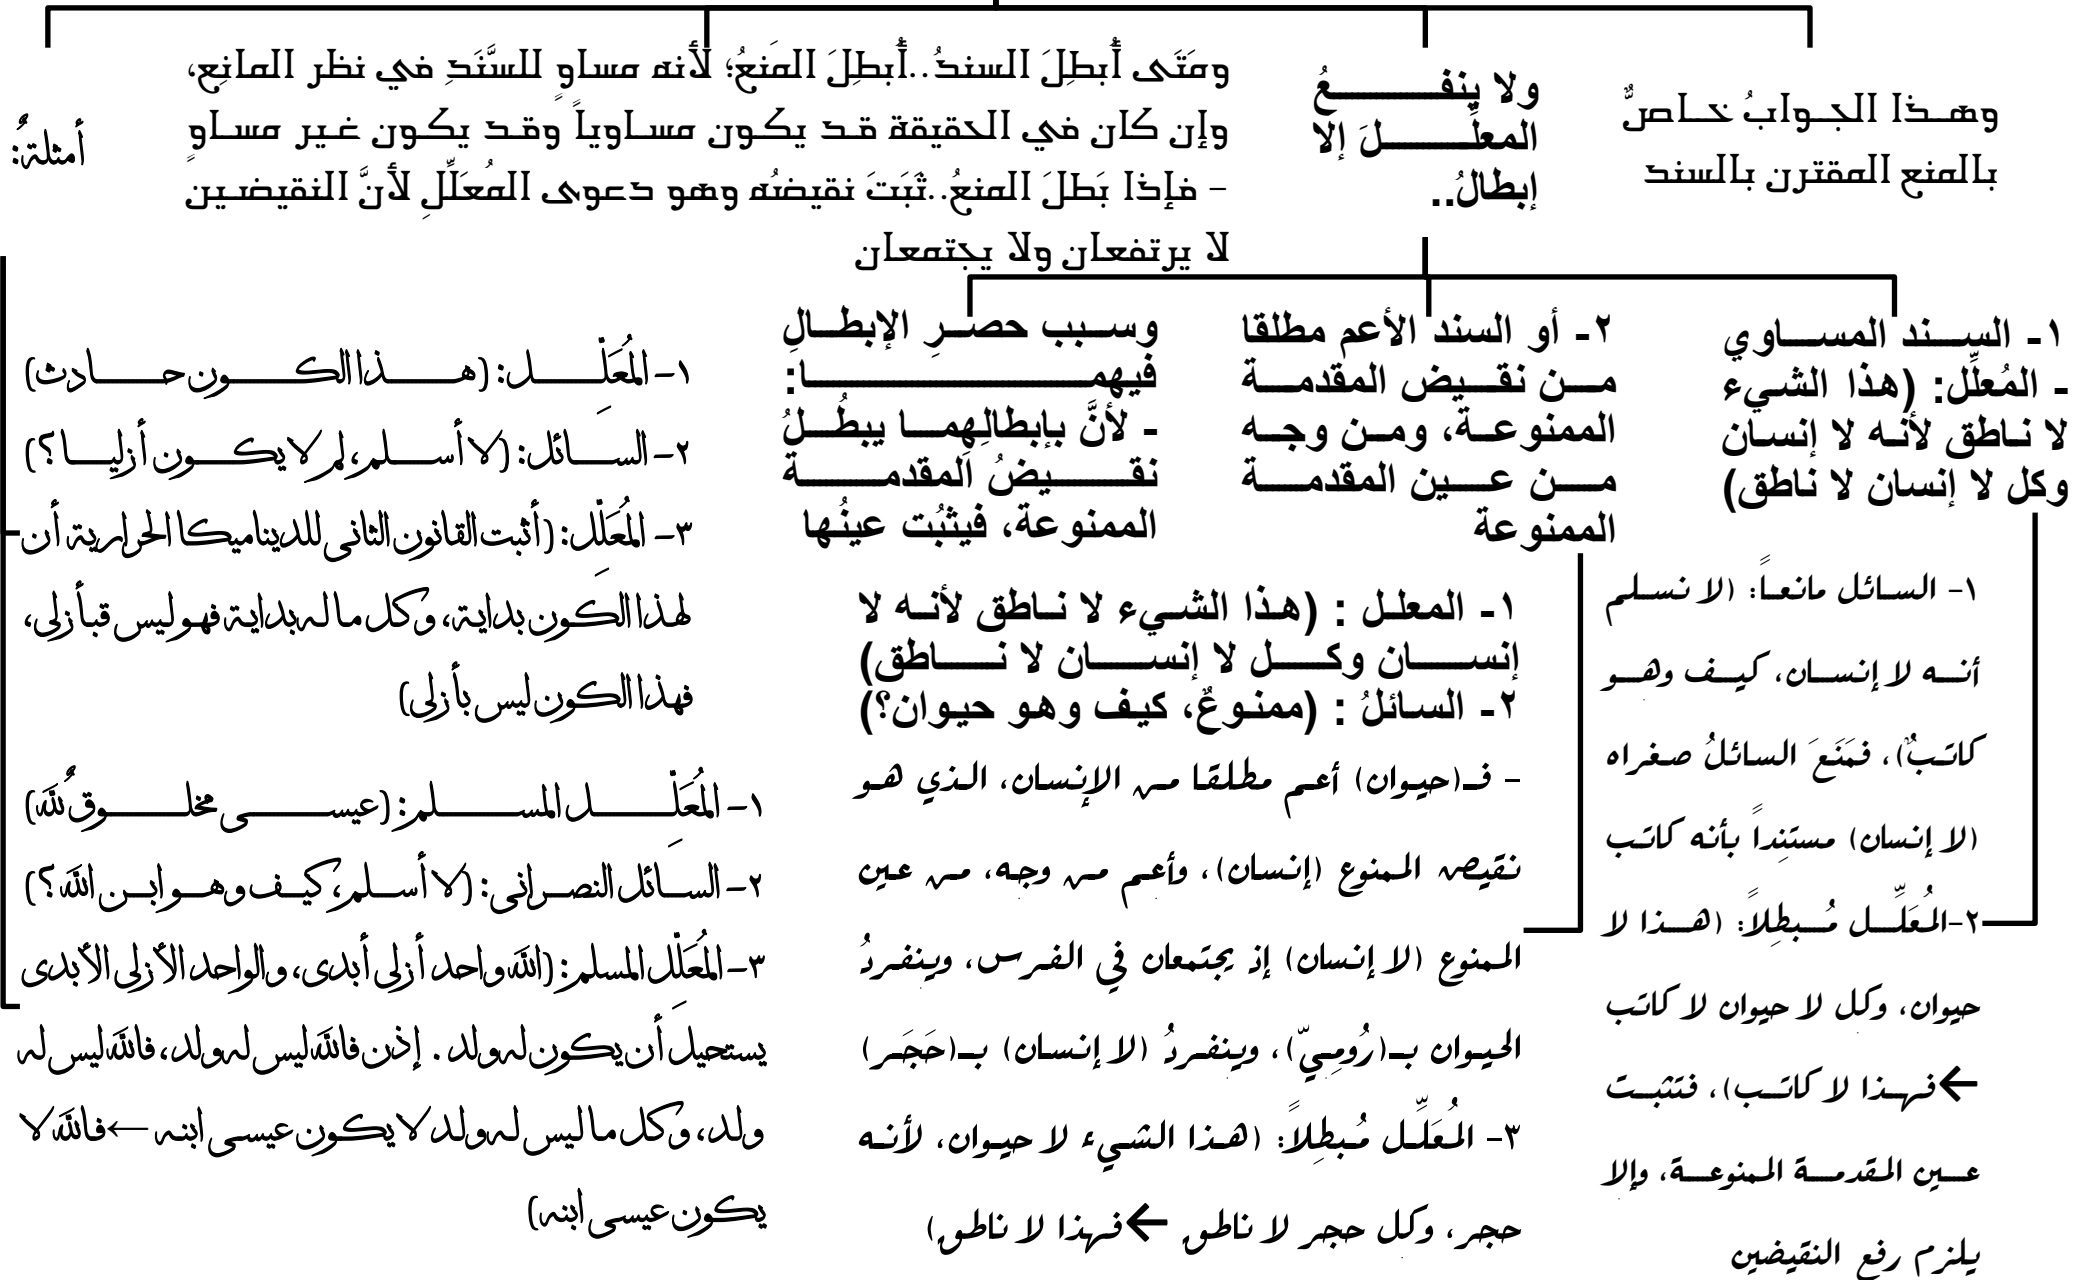 وهذا الجوابُ خاصٌّ
بالمنع المقترن بالسند
ولا ينفعُ
المعلِّلَ إلا
إبطالُ..
ومَتَى أُبطِلَ السندُ..أُبطِلَ المَنعُ؛ لأنه مساوٍ للسَّنَدِ في نظر المانِع،
وإن كان في الحقيقة قد يكون مساوياً وقد يكون غير مساوٍ
- فإذا بَطلَ المنعُ..ثَبَتَ نقيضُه وهو دعوى المُعَلِّلِ لأنَّ النقيضين
لا يرتفعان ولا يجتمعان
أمثلةٌ:
١- السند المساوي
- المُعلِّل: (هذا الشيء
لا ناطق لأنه لا إنسان
وكل لا إنسان لا ناطق)
١- السائل مانعاً: (لا نسلم
أنه لا إنسان، كيف وهو
كاتبٌ)، فمَنَعَ السائلُ صغراه
(لا إنسان) مستنِداً بأنه كاتب
٢-المُعَلِّل مُبطِلاً: (هذا لا
حيوان، وكل لا حيوان لا كاتب
←فهذا لا كاتب)، فتثبت
عين المقدمة الممنوعة، وإلا
يلزم رفع النقيضين
٢- أو السند الأعم مطلقا
من نقيض المقدمة
الممنوعة، ومن وجه
من عين المقدمة
الممنوعة
وسبب حصرِ الإبطالِ
فيهما:
- لأنَّ بإبطالِهِما يبطُلُ
نقيضُ المقدمة
الممنوعة، فيثبُت عينُها
١- المعلل : (هذا الشيء لا ناطق لأنه لا
إنسان وكل لا إنسان لا ناطق)
٢- السائلُ : (ممنوعٌ، كيف وهو حيوان؟)
- فـ(حيوان) أعم مطلقا من الإنسان، الذي هو
نقيض الممنوع (إنسان)، وأعم من وجه، من عين
الممنوع (لا إنسان) إذ يجتمعان في الفرس، وينفردُ
الحيوان بـ(رُومِيّ)، وينفردُ (لا إنسان) بـ(حَجَر)
٣- المُعَلِّل مُبطِلاً: (هذا الشيء لا حيوان، لأنه
حجر، وكل حجر لا ناطق ←فهذا لا ناطق)
١- المُعَلِّل: (هذا الكون حادث)
٢- السائل: (لا أسلم، لم لا يكون أزليا؟)
٣- المُعَلِّل: (أثبت القانون الثاني للديناميكا الحرارية أن
لهذا الكون بداية، وكل ما له بداية فهو ليس قبأزلي،
فهذا الكون ليس بأزلي)
١- المُعَلِّل المسلم: (عيسى مخلوقٌ لله)
٢- السائل النصراني: (لا أسلم، كيف وهو ابن الله؟)
٣- المُعَلِّل المسلم: (الله واحد أزلي أبدي، والواحد الأزلي الأبدي
يستحيل أن يكون له ولد . إذن فالله ليس له ولد، فالله ليس له
ولد، وكل ما ليس له ولد لا يكون عيسى ابنه ←فالله لا
يكون عيسى ابنه)